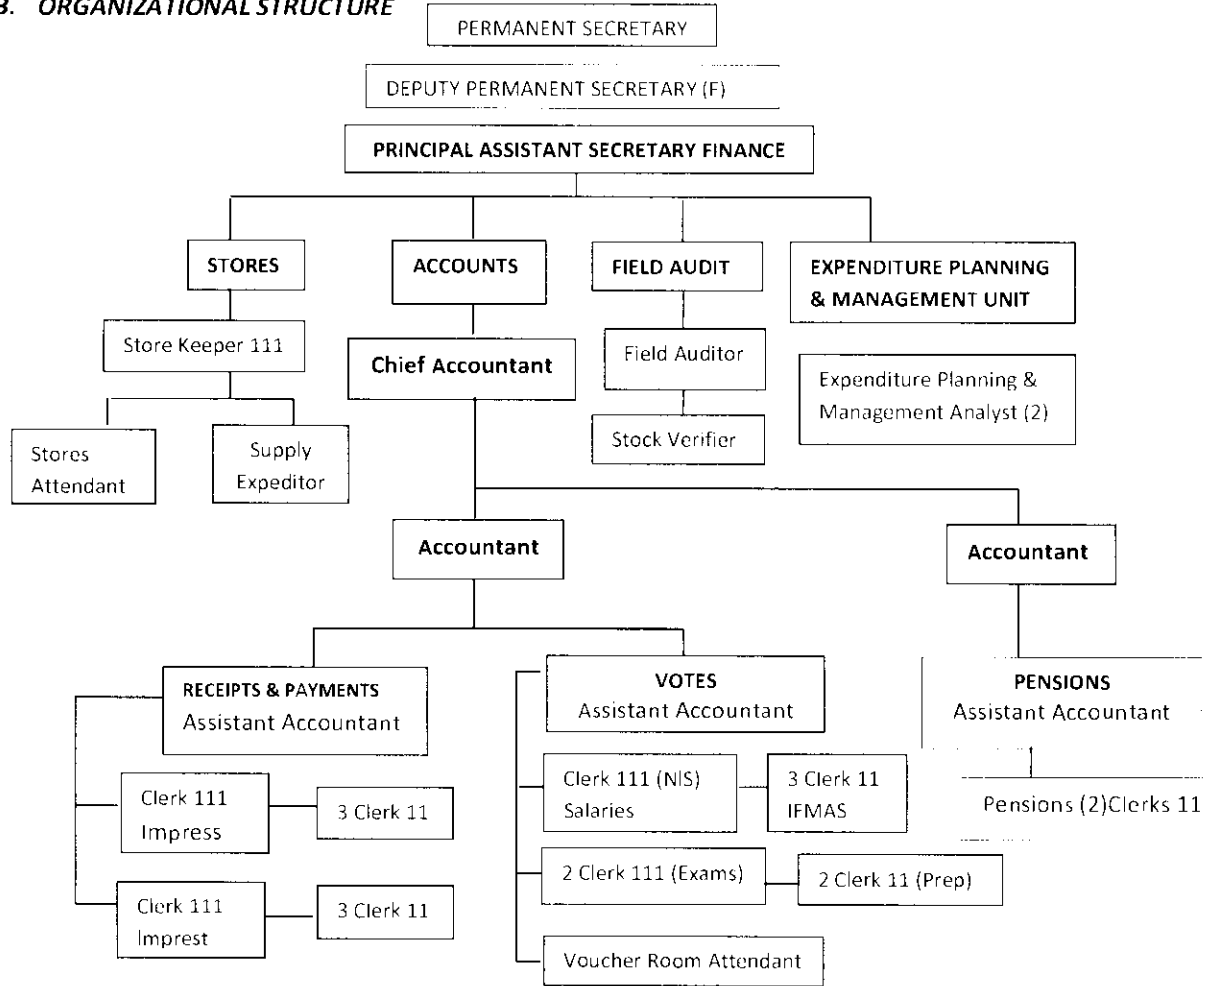 B. ORGANIZATIONAL STRUCTURE
PERMANENT SECRETARY
DEPUTY PERMANENT SECRETARY (F)
PRINCIPAL ASSISTANT SECRETARY FINANCE
STORES
ACCOUNTS
FIELD AUDIT
EXPENDITURE PLANNING
& MANAGEMENT UNIT
Store Keeper 111
Chief Accountant
Field Auditor
Expenditure Planning &
Management Analyst (2)
Stores
Attendant
Supply
Expeditor
Stock Verifier
Accountant
Accountant
RECEIPTS & PAYMENTS
Assistant Accountant
VOTES
Assistant Accountant
PENSIONS
Assistant Accountant
Clerk 111
Impress
3 Clerk 11
Clerk 111 (NIS)
Salaries
3 Clerk 11
IFMAS
Pensions (2)Clerks 11
2 Clerk 111 (Exams)
2 Clerk 11 (Prep)
Clerk 111
Imprest
3 Clerk 11
Voucher Room Attendant